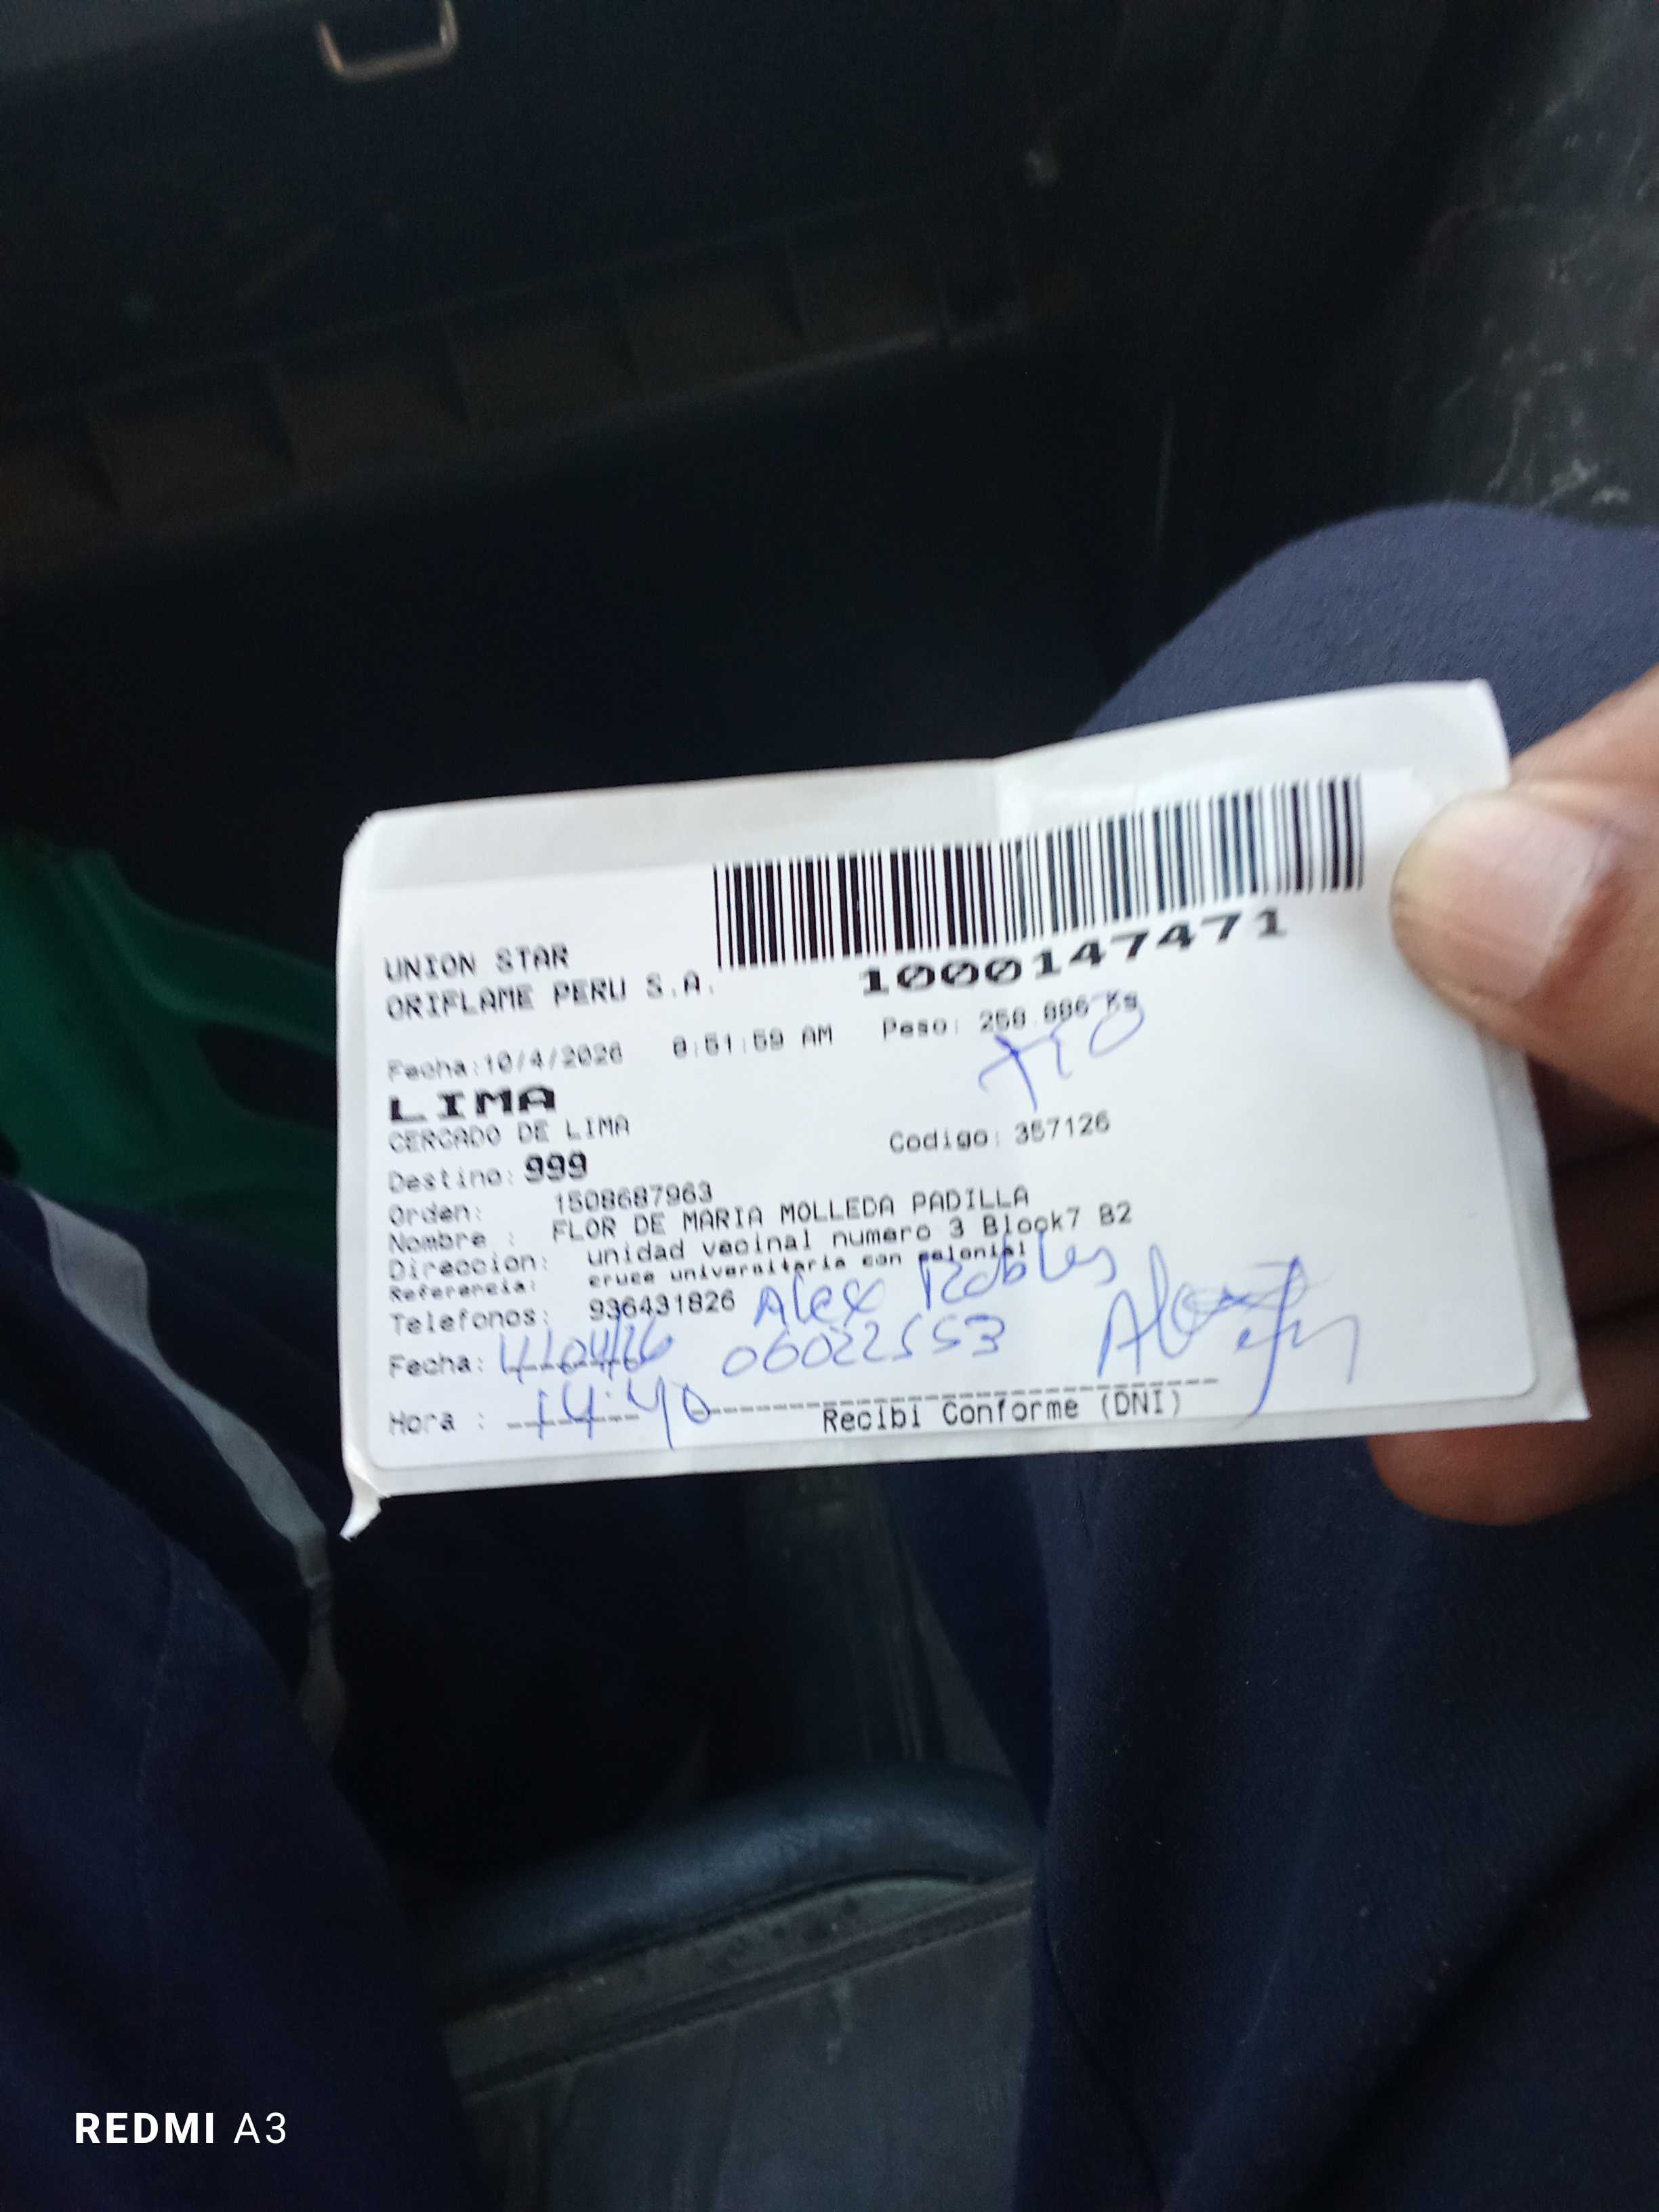 UNION STAR
ORIFLAME PERU S.A.
1000147471
Fecha:10/4/2026 8:51:59 AM Peso: 258.886 Kg
TIO
LIMA
CERCADO DE LIMA
Codigo: 357126
Destino: 999
Orden: 1508687963
Nombre : FLOR DE MARIA MOLLEDA PADILLA
Direccion: unidad vecinal numero 3 Block7 B2
Referencia: cruce universitaria con colonial
Telefonos: 936431826 Alex Robles
Fecha: 06022553
Hora : 14:40
Recibi Conforme (DNI)
REDMI A3